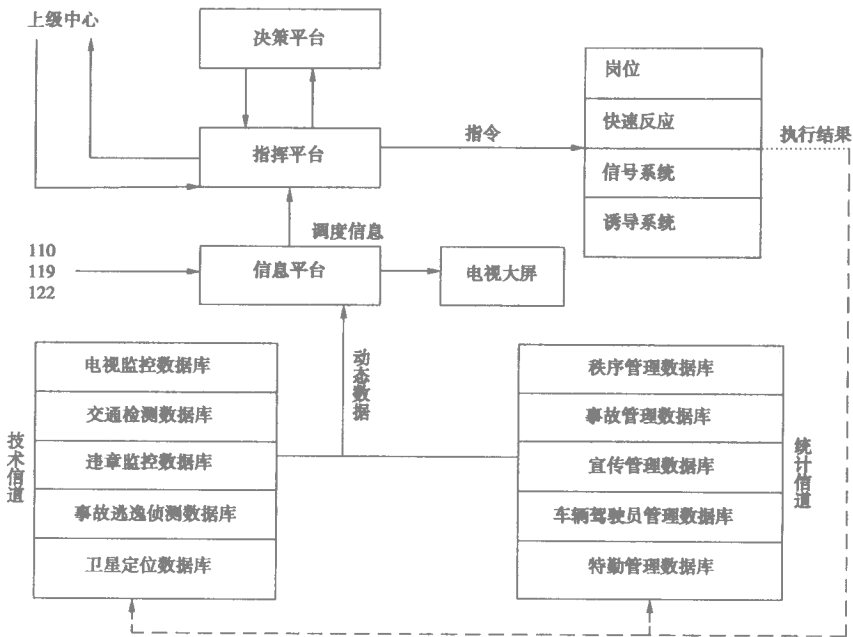 上级中心
决策平台
指挥平台
指令
岗位
快速反应
信号系统
诱导系统
执行结果
调度信息
110
119
122
信息平台
电视大屏
动态数据
技术信道
电视监控数据库
交通检测数据库
违章监控数据库
事故逃逸侦测数据库
卫星定位数据库
秩序管理数据库
事故管理数据库
宣传管理数据库
车辆驾驶员管理数据库
特勤管理数据库
统计信道